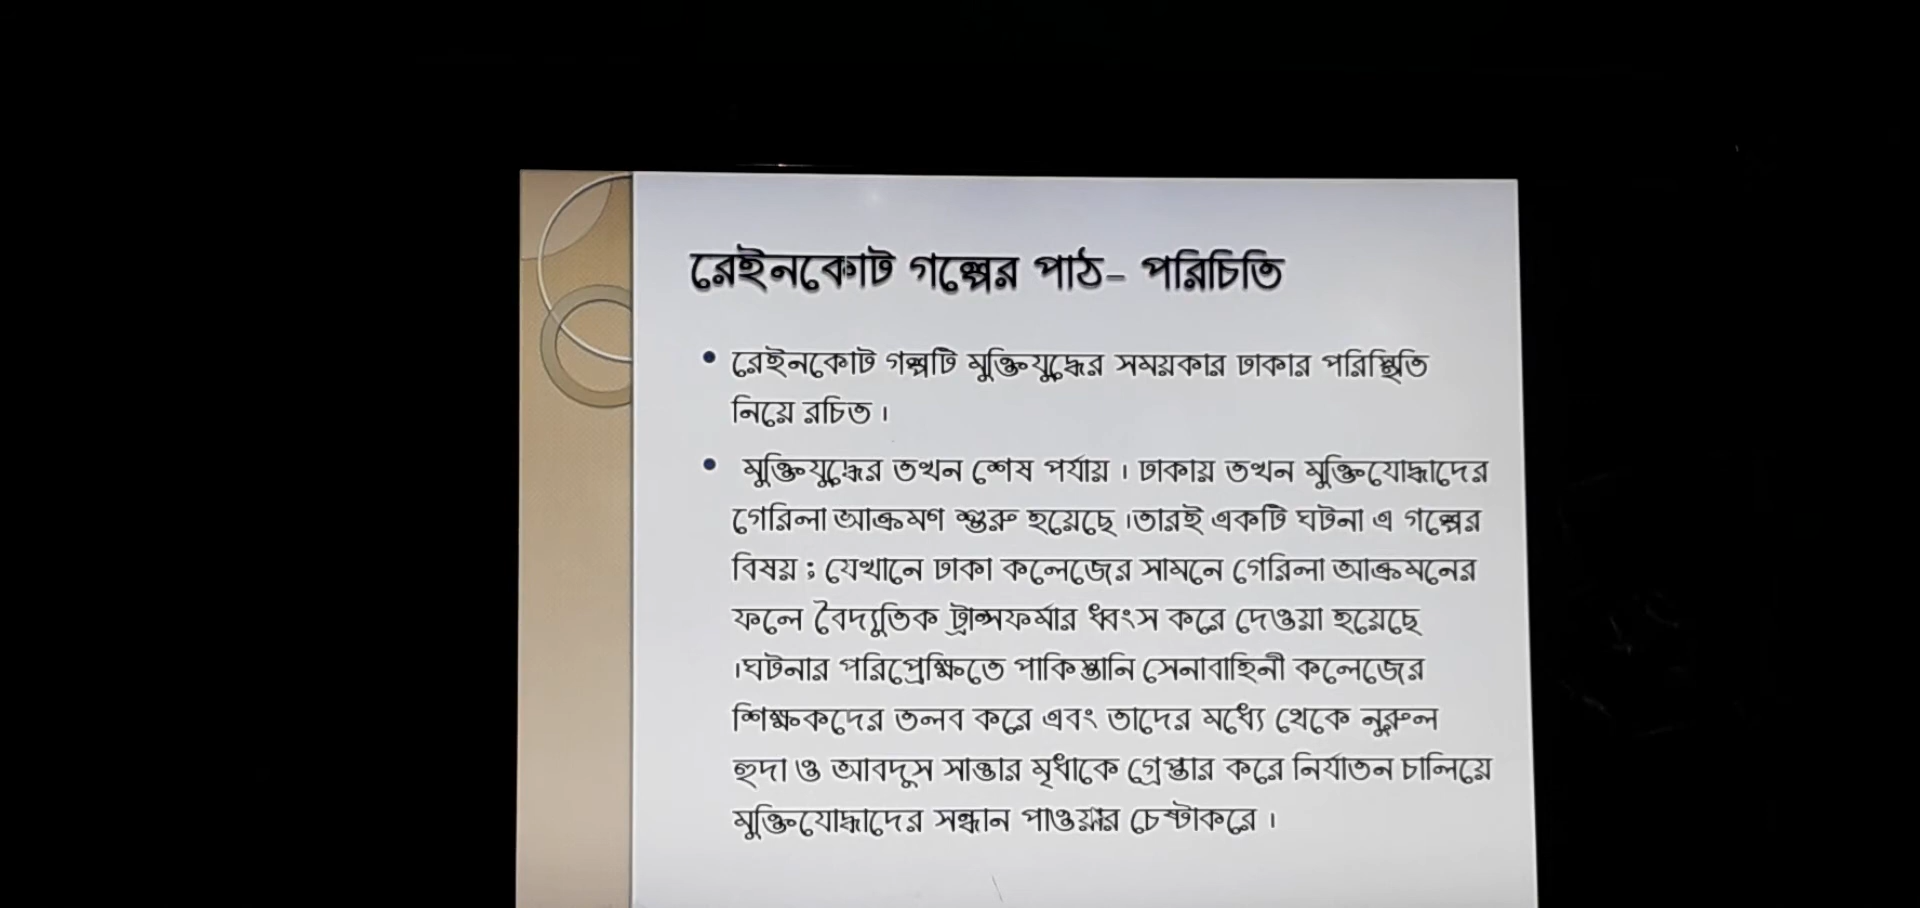 রেইনকোট গল্পের পাঠ- পরিচিতি
• রেইনকোট গল্পটি মুক্তিযুদ্ধের সময়কার ঢাকার পরিস্থিতি
নিয়ে রচিত ।
• মুক্তিযুদ্ধের তখন শেষ পর্যায় । ঢাকায় তখন মুক্তিযোদ্ধাদের
গেরিলা আক্রমণ শুরু হয়েছে ।তারই একটি ঘটনা এ গল্পের
বিষয় ; যেখানে ঢাকা কলেজের সামনে গেরিলা আক্রমনের
ফলে বৈদ্যুতিক ট্রান্সফর্মার ধ্বংস করে দেওয়া হয়েছে
।ঘটনার পরিপ্রেক্ষিতে পাকিস্তানি সেনাবাহিনী কলেজের
শিক্ষকদের তলব করে এবং তাদের মধ্যে থেকে নুরুল
হুদা ও আবদুস সাত্তার মৃধাকে গ্রেপ্তার করে নির্যাতন চালিয়ে
মুক্তিযোদ্ধাদের সন্ধান পাওয়ার চেষ্টাকরে ।